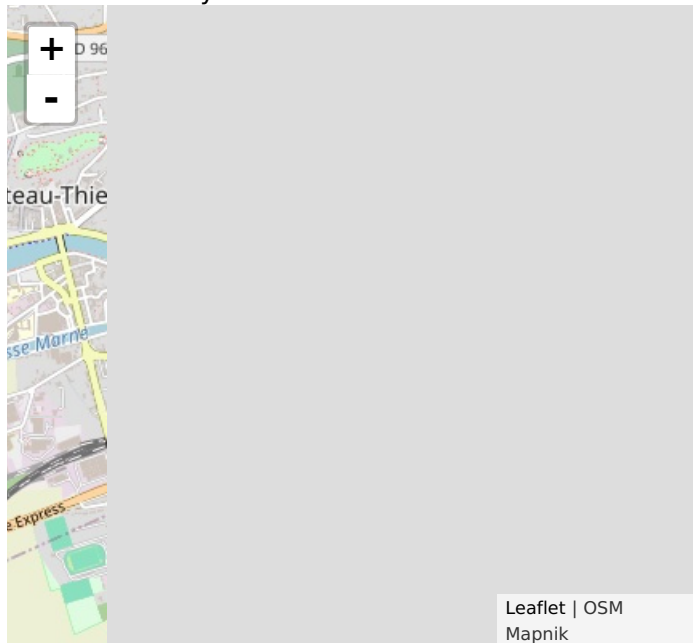 +
D 96
-
teau-Thie
sse Marne
e Express
Leaflet | OSM
Mapnik